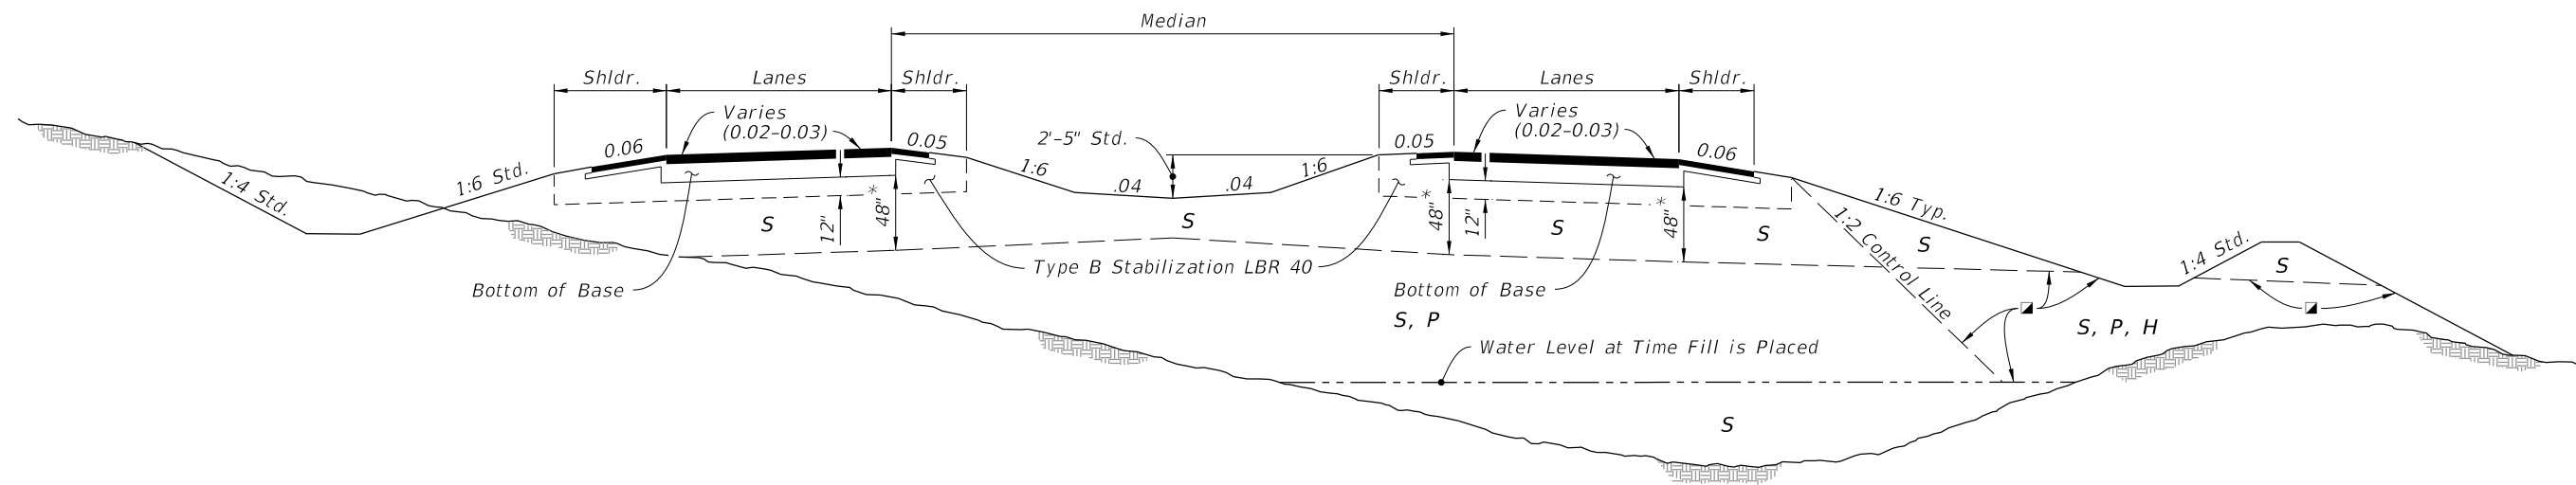 Median
Shldr.
Lanes
Shldr.
Shldr.
Lanes
Shldr.
Varies
(0.02-0.03)
Varies
(0.02-0.03)
0.06
0.05
2'-5" Std.
0.05
0.06
1:4 Std.
1:6 Std.
1:6
.04
.04
1:6
1:6 Typ.
1:2 Control Line
1:4 Std.
*
*
*
S
12"
48"
S
48"
12"
S
48"
S
S
S
Type B Stabilization LBR 40
Bottom of Base
Bottom of Base
S, P
S, P, H
Water Level at Time Fill is Placed
S